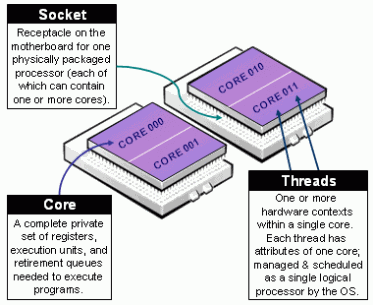 Socket
Receptacle on the
motherboard for one
physically packaged
processor (each of
which can contain
one or more cores).
CORE 010
CORE 011
CORE 000
CORE 001
Core
A complete private
set of registers,
execution units, and
retirement queues
needed to execute
programs.
Threads
One or more
hardware contexts
within a single core.
Each thread has
attributes of one core;
managed & scheduled
as a single logical
processor by the OS.